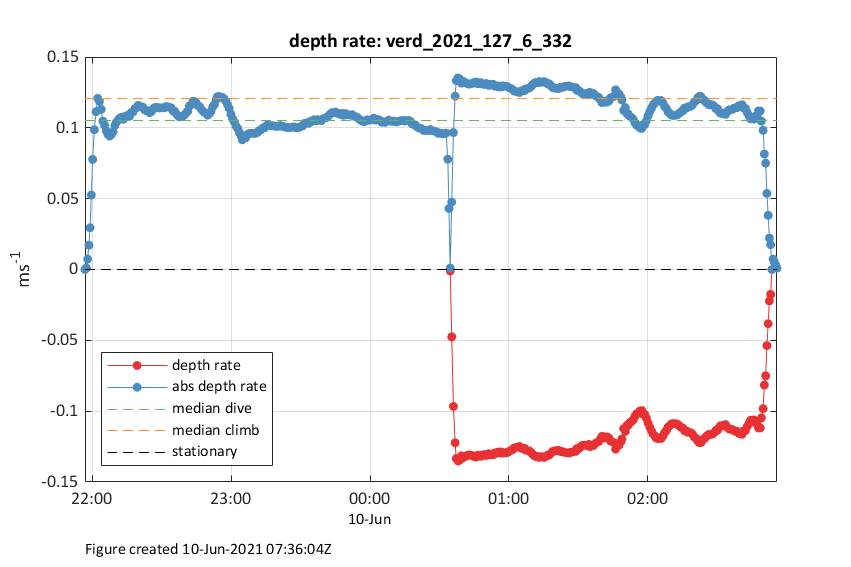 depth rate: verd_2021_127_6_332
ms-1
0.15
0.1
0.05
0
-0.05
-0.1
-0.15
depth rate
abs depth rate
median dive
median climb
stationary
22:00 23:00 00:00 01:00 02:00
10-Jun
Figure created 10-Jun-2021 07:36:04Z